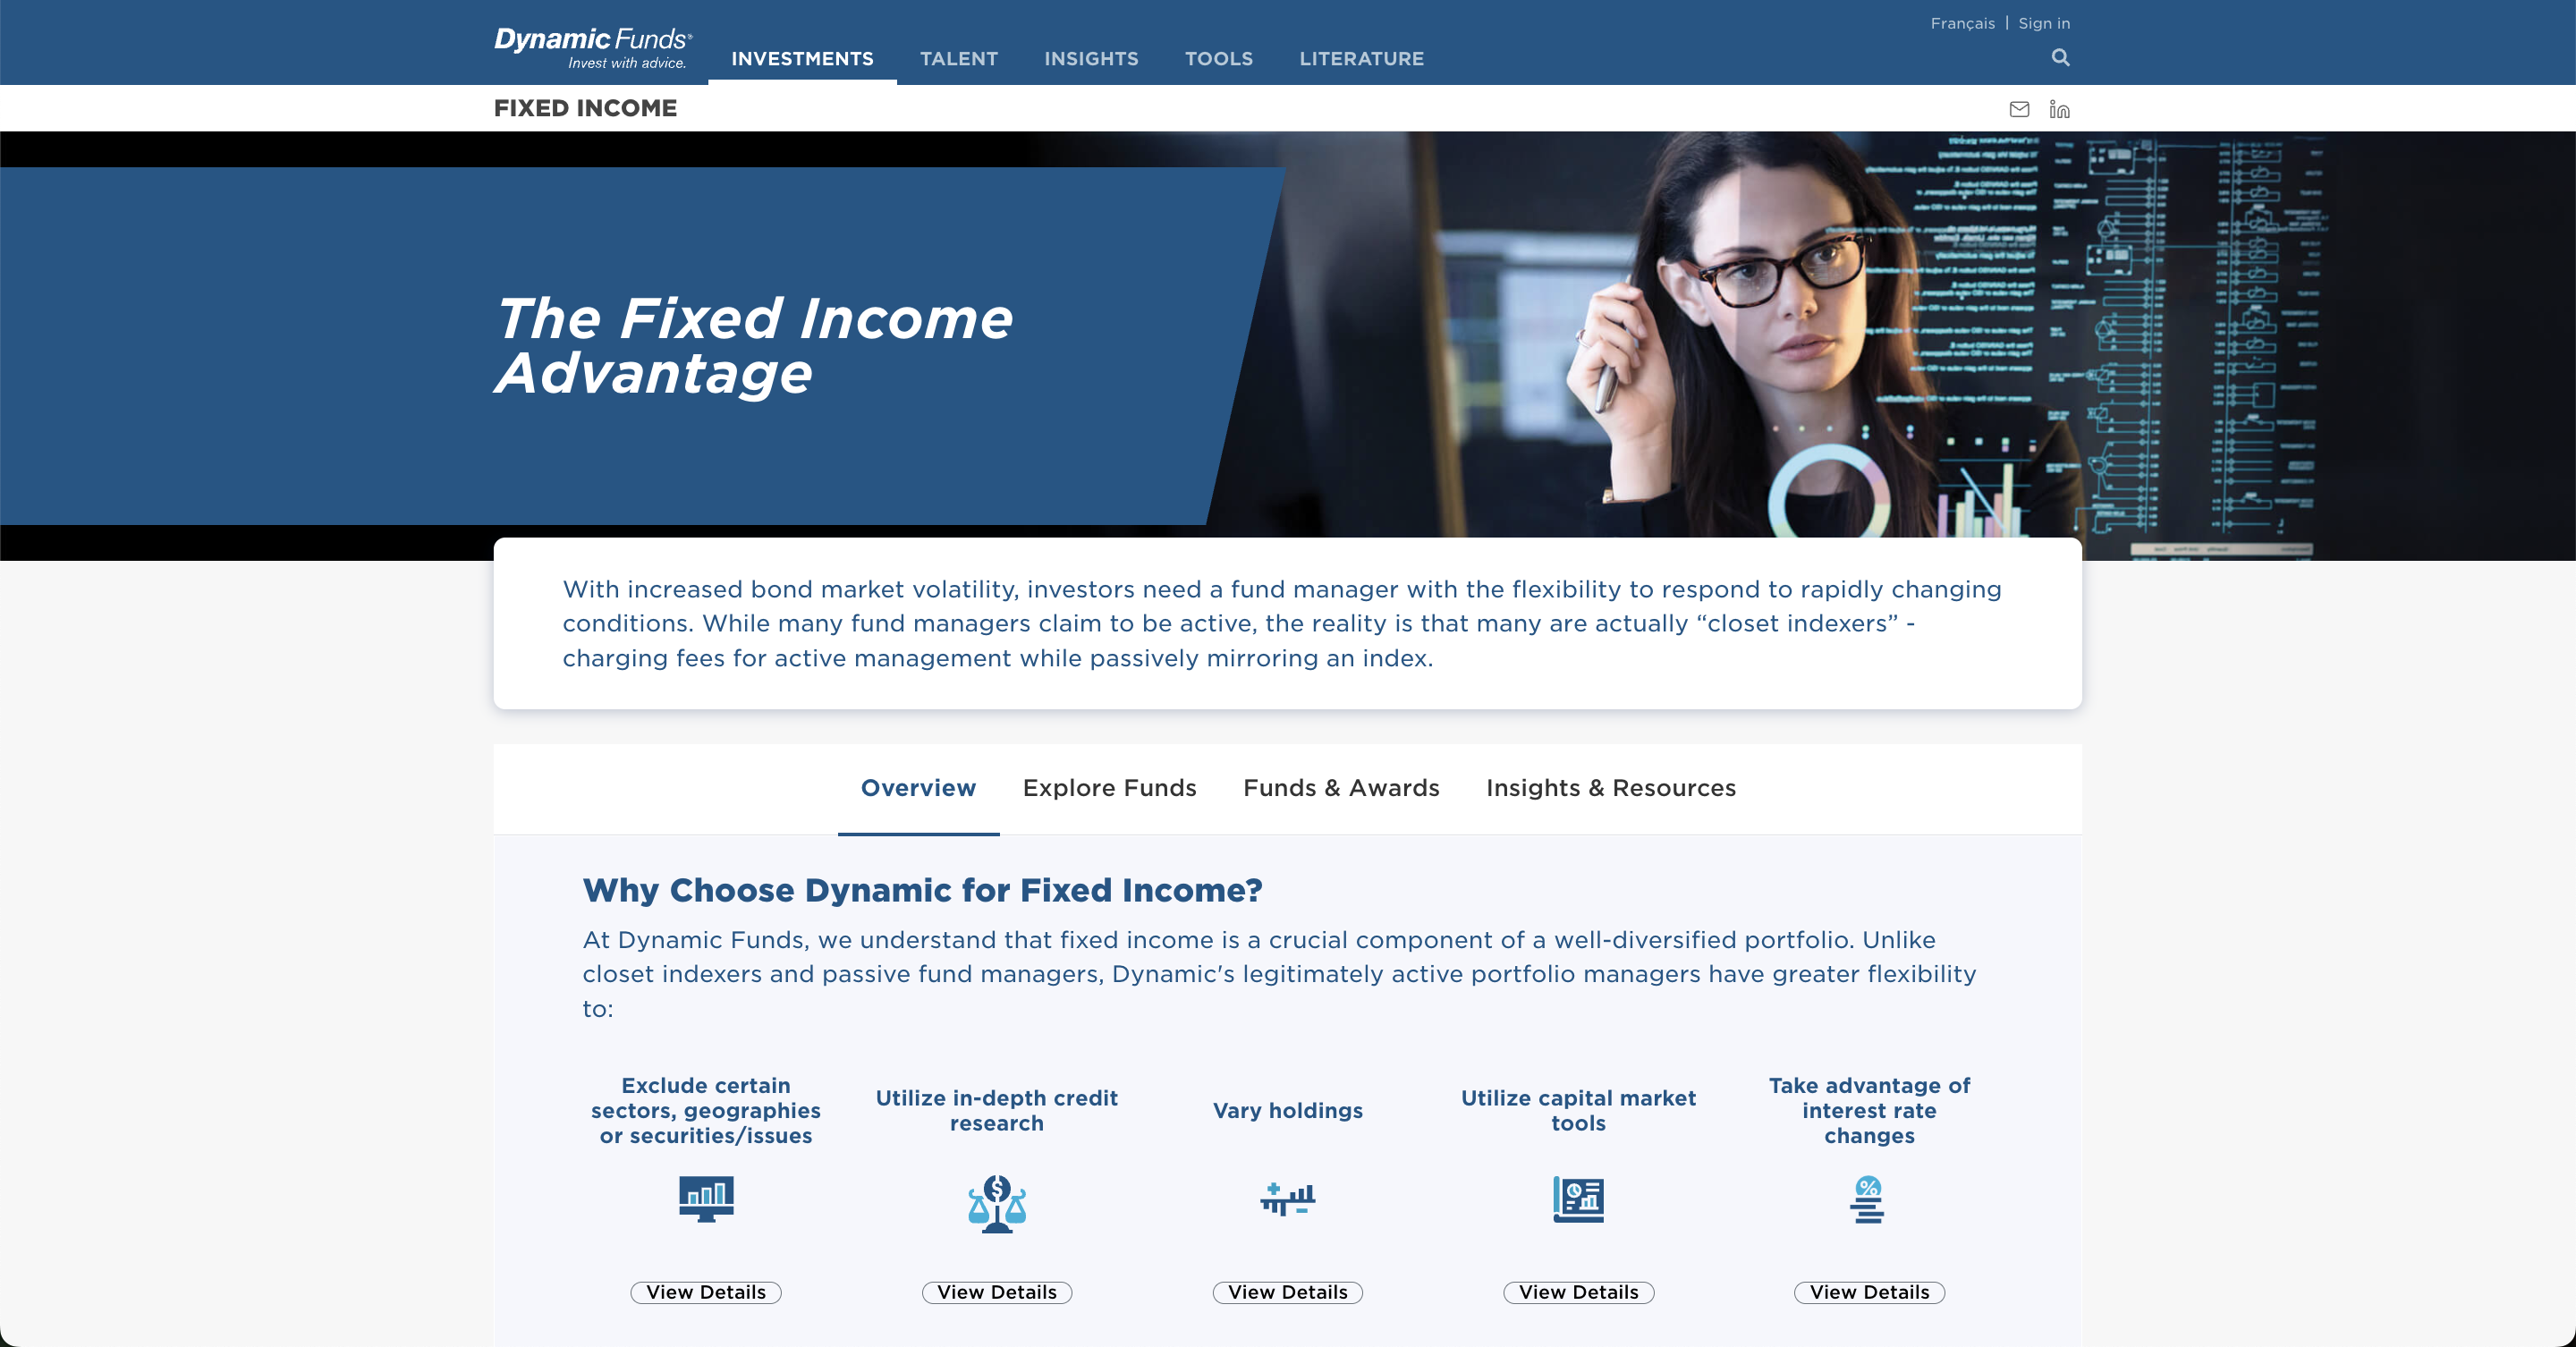 Français | Sign in
Dynamic Funds®
Invest with advice.
INVESTMENTS TALENT INSIGHTS TOOLS LITERATURE
FIXED INCOME
The Fixed Income
Advantage
With increased bond market volatility, investors need a fund manager with the flexibility to respond to rapidly changing
conditions. While many fund managers claim to be active, the reality is that many are actually “closet indexers” -
charging fees for active management while passively mirroring an index.
Overview Explore Funds Funds & Awards Insights & Resources
Why Choose Dynamic for Fixed Income?
At Dynamic Funds, we understand that fixed income is a crucial component of a well-diversified portfolio. Unlike
closet indexers and passive fund managers, Dynamic's legitimately active portfolio managers have greater flexibility
to:
Exclude certain
sectors, geographies
or securities/issues
View Details
Utilize in-depth credit
research
$
View Details
Vary holdings
View Details
Utilize capital market
tools
View Details
Take advantage of
interest rate
changes
%
View Details